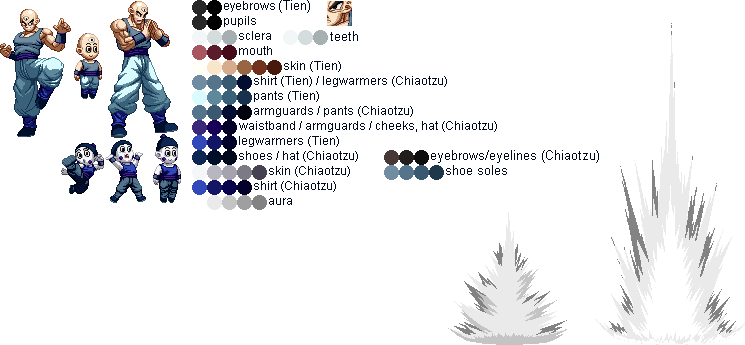 eyebrows (Tien)
pupils
sclera
teeth
mouth
skin (Tien)
shirt (Tien) / legwarmers (Chiaotzu)
pants (Tien)
armguards / pants (Chiaotzu)
waistband / armguards / cheeks, hat (Chiaotzu)
legwarmers (Tien)
shoes / hat (Chiaotzu)
eyebrows/eyelines (Chiaotzu)
skin (Chiaotzu)
shoe soles
shirt (Chiaotzu)
aura